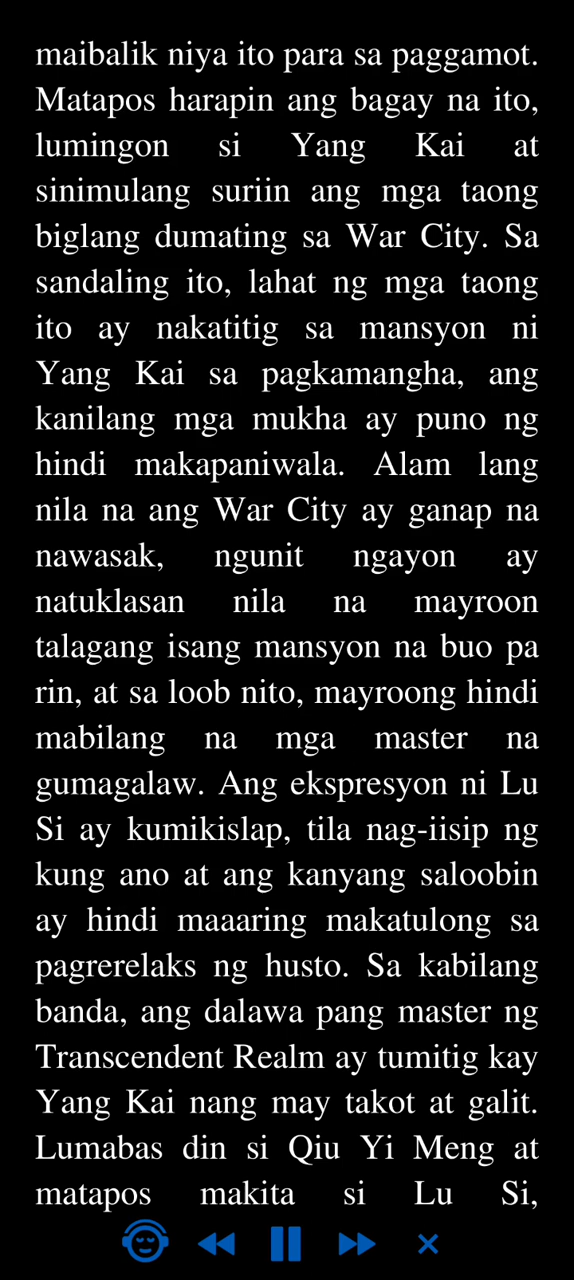 maibalik niya ito para sa paggamot.
Matapos harapin ang bagay na ito,
lumingon si Yang Kai at
sinimulang suriin ang mga taong
biglang dumating sa War City. Sa
sandaling ito, lahat ng mga taong
ito ay nakatitig sa mansyon ni
Yang Kai sa pagkamangha, ang
kanilang mga mukha ay puno ng
hindi makapaniwala. Alam lang
nila na ang War City ay ganap na
nawasak, ngunit ngayon ay
natuklasan nila na mayroon
talagang isang mansyon na buo pa
rin, at sa loob nito, mayroong hindi
mabilang na mga master na
gumagalaw. Ang ekspresyon ni Lu
Si ay kumikislap, tila nag-iisip ng
kung ano at ang kanyang saloobin
ay hindi maaaring makatulong sa
pagrerelaks ng husto. Sa kabilang
banda, ang dalawa pang master ng
Transcendent Realm ay tumitig kay
Yang Kai nang may takot at galit.
Lumabas din si Qiu Yi Meng at
matapos makita si Lu Si,